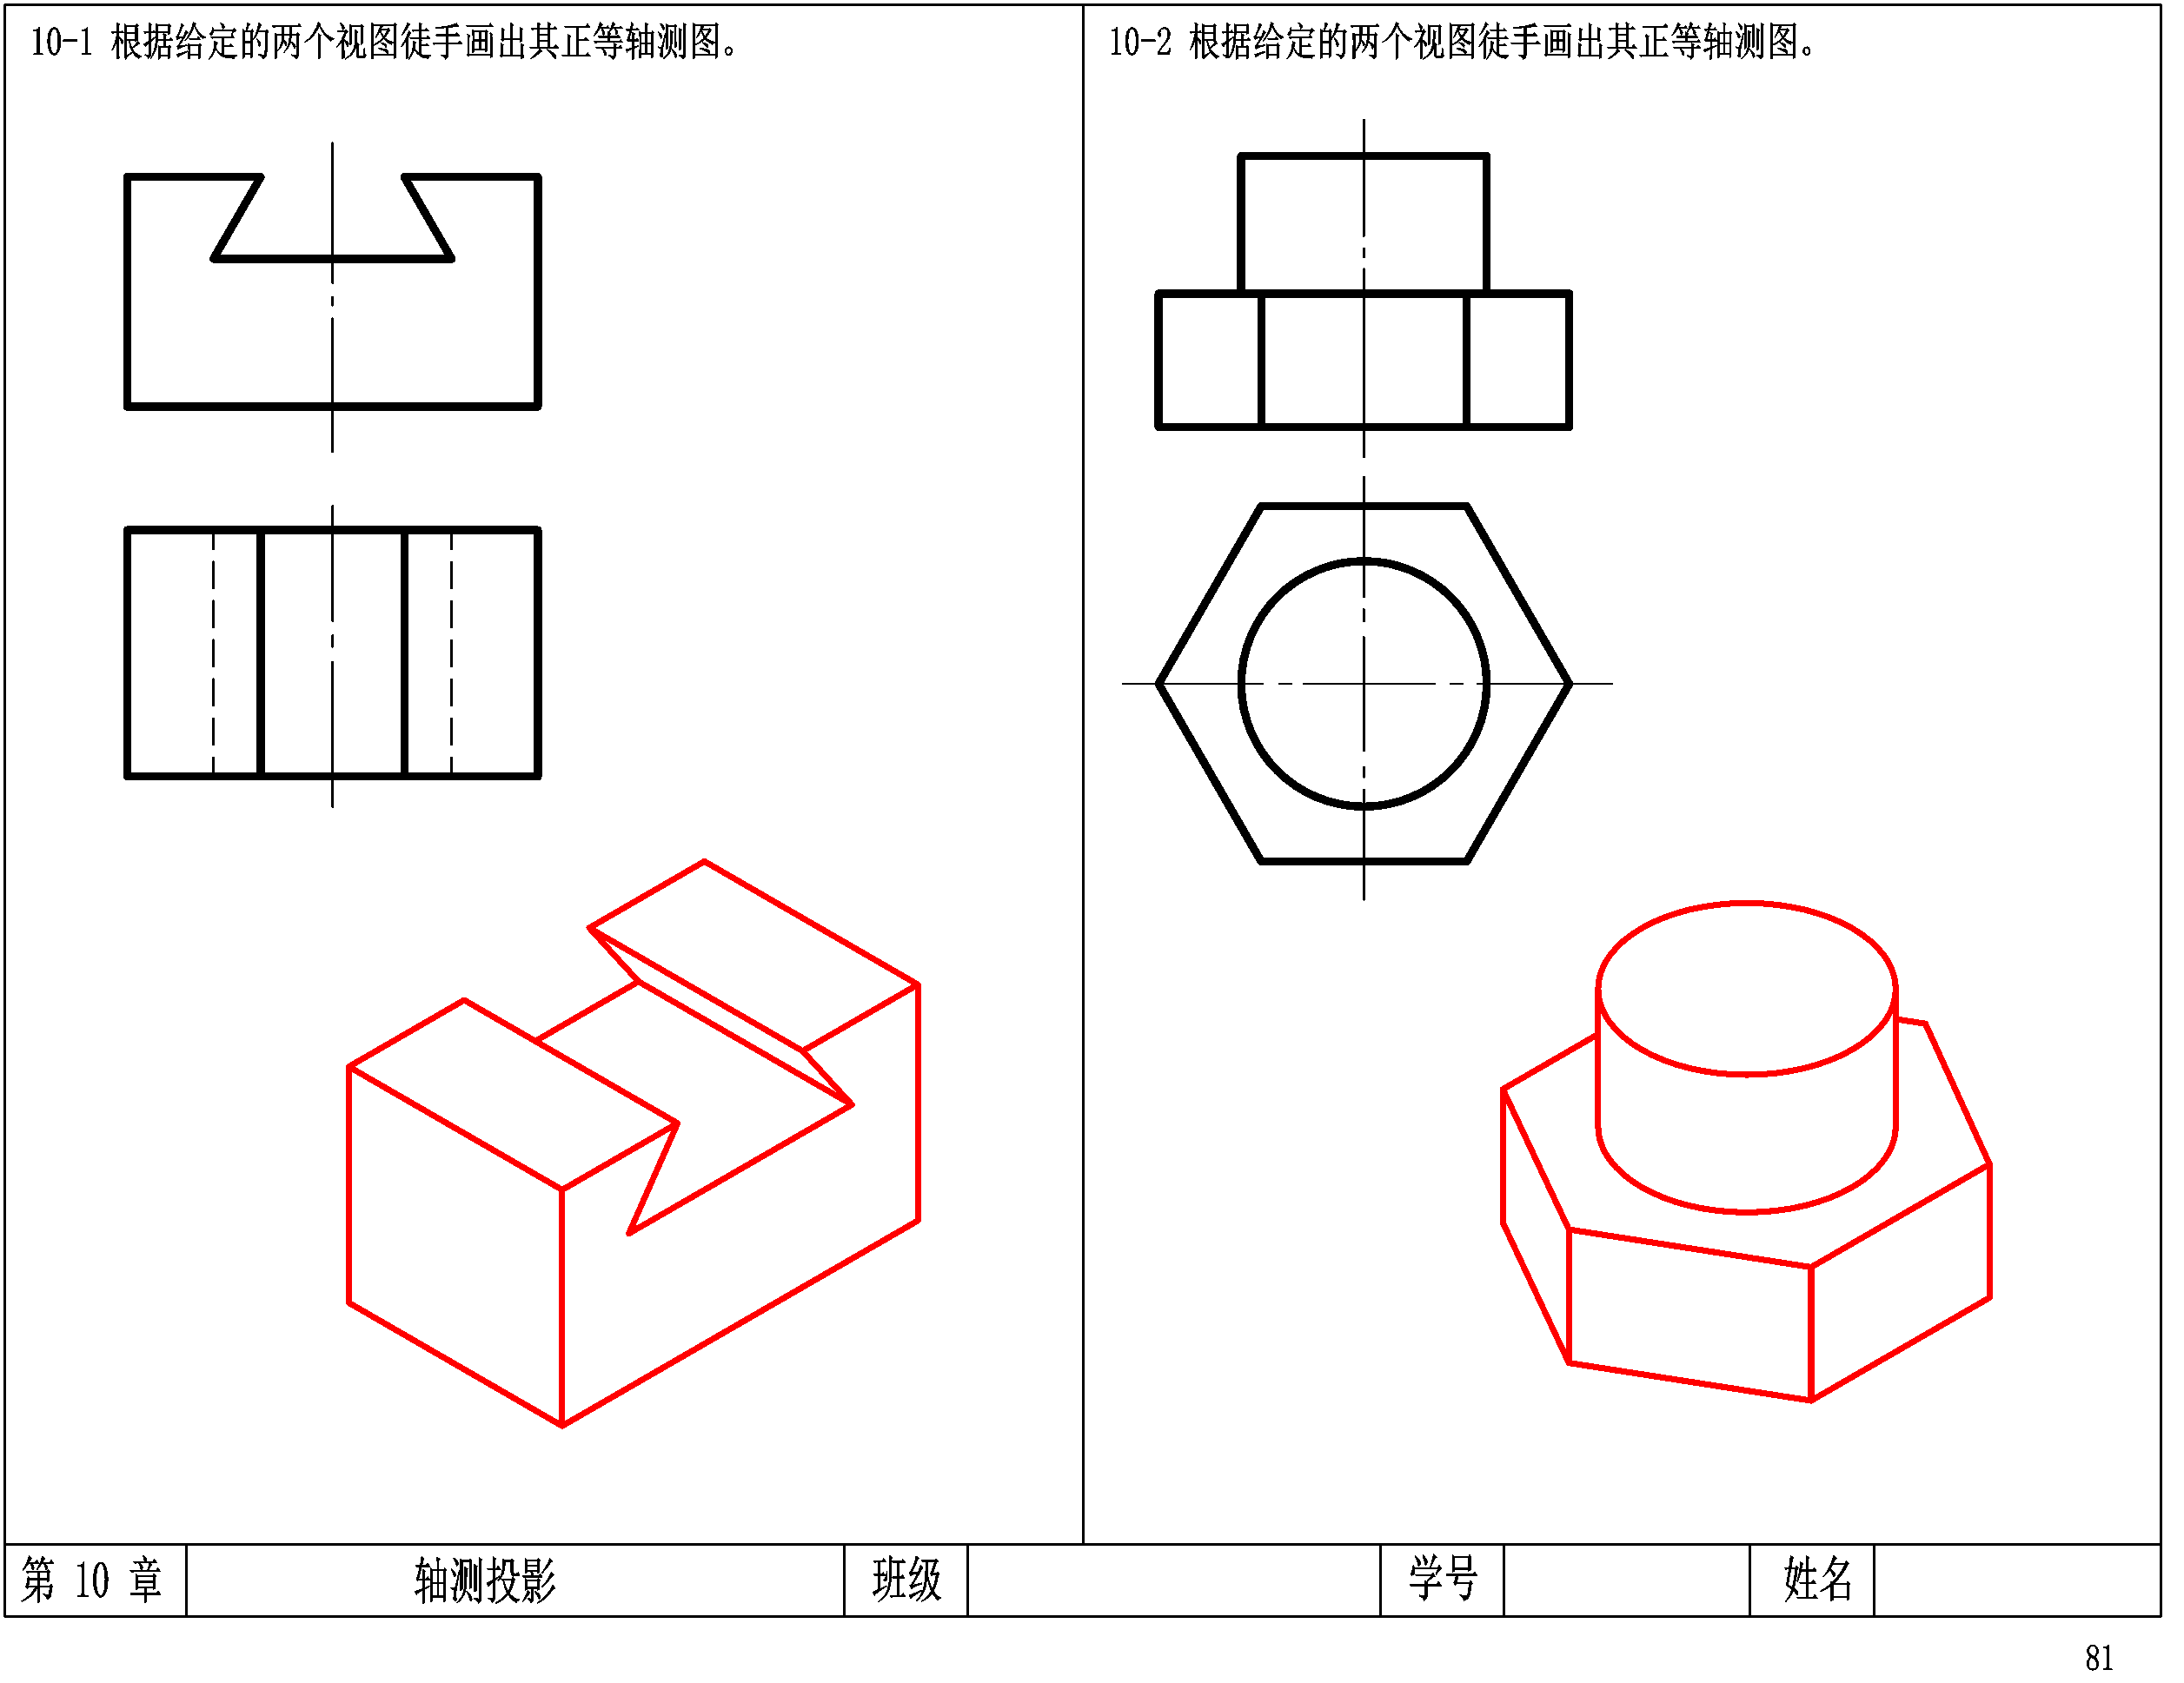 10-1 根据给定的两个视图徒手画出其正等轴测图。
10-2 根据给定的两个视图徒手画出其正等轴测图。
第 10 章 轴测投影 班级 学号 姓名
81